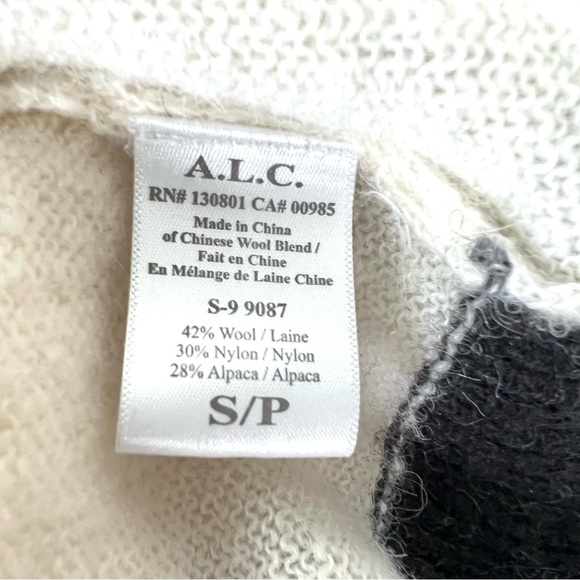 A.L.C.
RN# 130801 CA# 00985
Made in China
of Chinese Wool Blend /
Fait en Chine
En Mélange de Laine Chine
S-9 9087
42% Wool / Laine
30% Nylon / Nylon
28% Alpaca / Alpaca
S/P